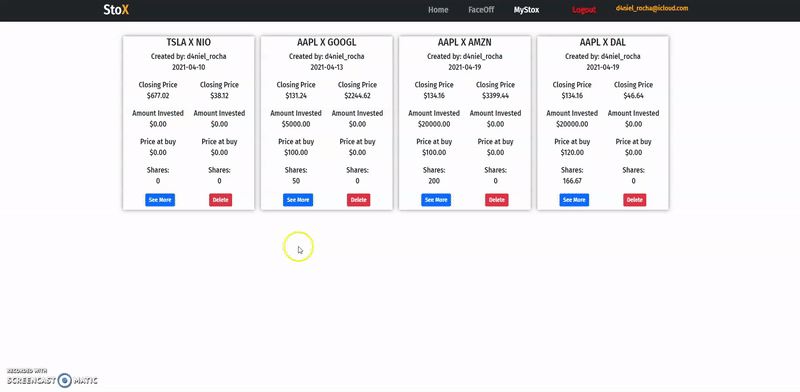 StoX Home FaceOff MyStox Logout d4niel_rocha@icloud.com
TSLA X NIO
Created by: d4niel_rocha
2021-04-10
Closing Price Closing Price
$677.02 $38.12
Amount Invested Amount Invested
$0.00 $0.00
Price at buy Price at buy
$0.00 $0.00
Shares: Shares:
0 0
See More Delete
AAPL X GOOGL
Created by: d4niel_rocha
2021-04-13
Closing Price Closing Price
$131.24 $2244.62
Amount Invested Amount Invested
$5000.00 $0.00
Price at buy Price at buy
$100.00 $0.00
Shares: Shares:
50 0
See More Delete
AAPL X AMZN
Created by: d4niel_rocha
2021-04-19
Closing Price Closing Price
$134.16 $3399.44
Amount Invested Amount Invested
$20000.00 $0.00
Price at buy Price at buy
$100.00 $0.00
Shares: Shares:
200 0
See More Delete
AAPL X DAL
Created by: d4niel_rocha
2021-04-19
Closing Price Closing Price
$134.16 $46.64
Amount Invested Amount Invested
$20000.00 $0.00
Price at buy Price at buy
$120.00 $0.00
Shares: Shares:
166.67 0
See More Delete
RECORDED WITH
SCREENCAST MATIC